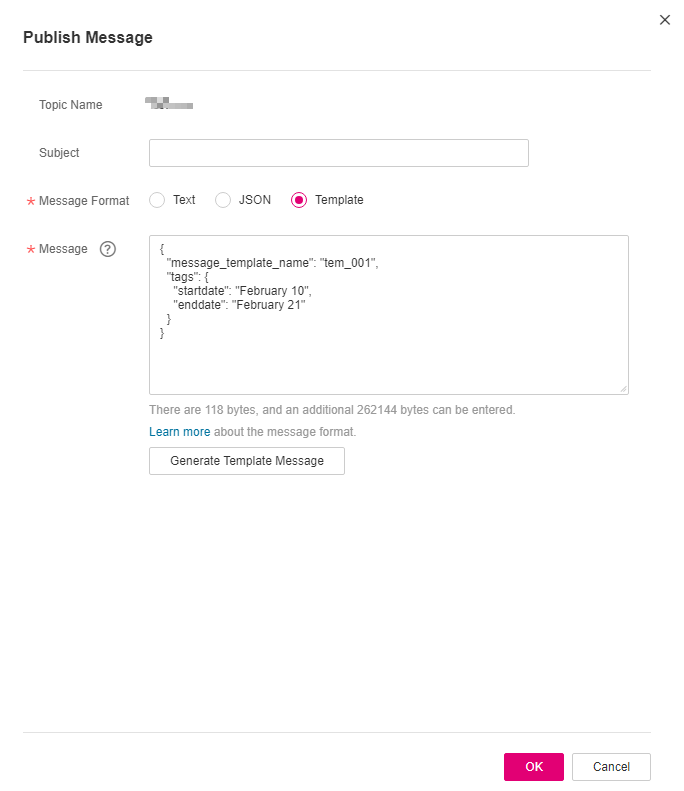 Publish Message
Topic Name
Subject
* Message Format
Text
JSON
Template
* Message ?
{
"message_template_name": "tem_001",
"tags": {
"startdate": "February 10",
"enddate": "February 21"
}
}
There are 118 bytes, and an additional 262144 bytes can be entered.
Learn more about the message format.
Generate Template Message
OK
Cancel